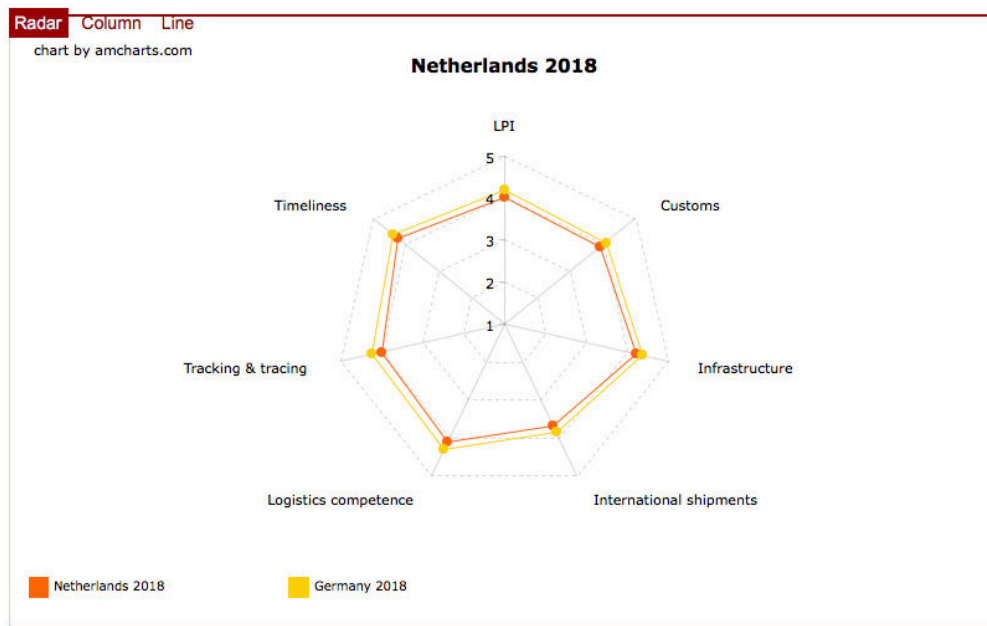 Radar Column Line
chart by amcharts.com
Netherlands 2018
LPI
5
Timeliness
4
Customs
3
2
1
Tracking & tracing
Infrastructure
Logistics competence
International shipments
Netherlands 2018
Germany 2018